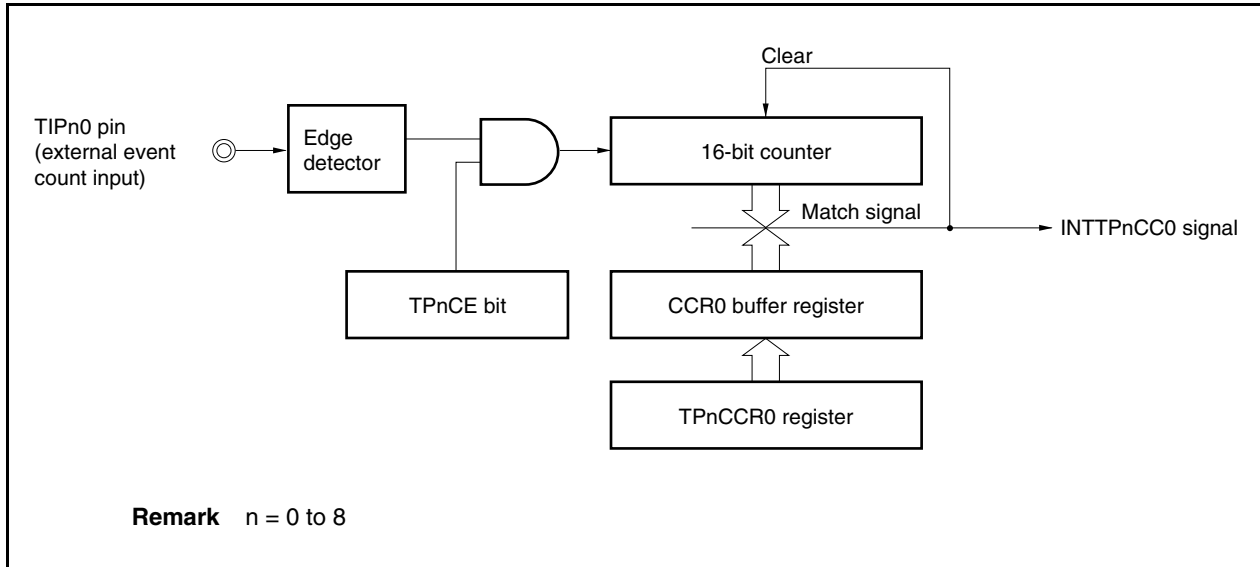 Clear
TIPn0 pin
(external event
count input)
Edge
detector
16-bit counter
Match signal
INTTPnCC0 signal
TPnCE bit
CCR0 buffer register
TPnCCR0 register
Remark n = 0 to 8